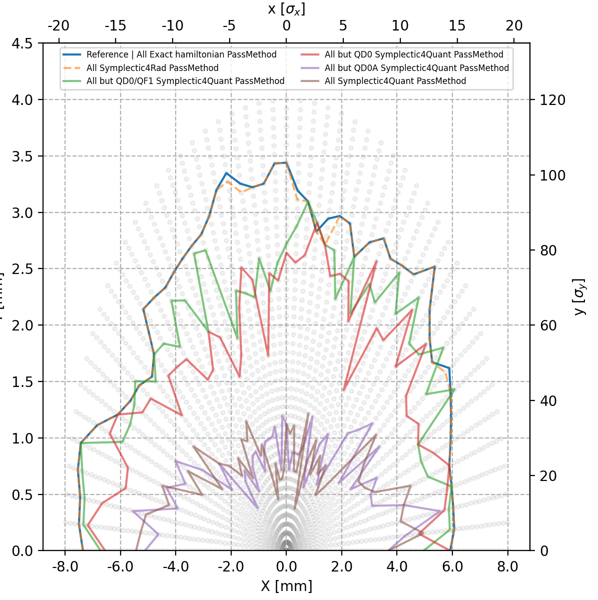 x [σx]
-20 -15 -10 -5 0 5 10 15 20
Reference | All Exact hamiltonian PassMethod
All Symplectic4Rad PassMethod
All but QD0/QF1 Symplectic4Quant PassMethod
All but QD0 Symplectic4Quant PassMethod
All but QD0A Symplectic4Quant PassMethod
All Symplectic4Quant PassMethod
4.5
4.0
3.5
3.0
2.5
2.0
1.5
1.0
0.5
0.0
120
100
80
60
40
20
0
y [σy]
-8.0 -6.0 -4.0 -2.0 0.0 2.0 4.0 6.0 8.0
X [mm]